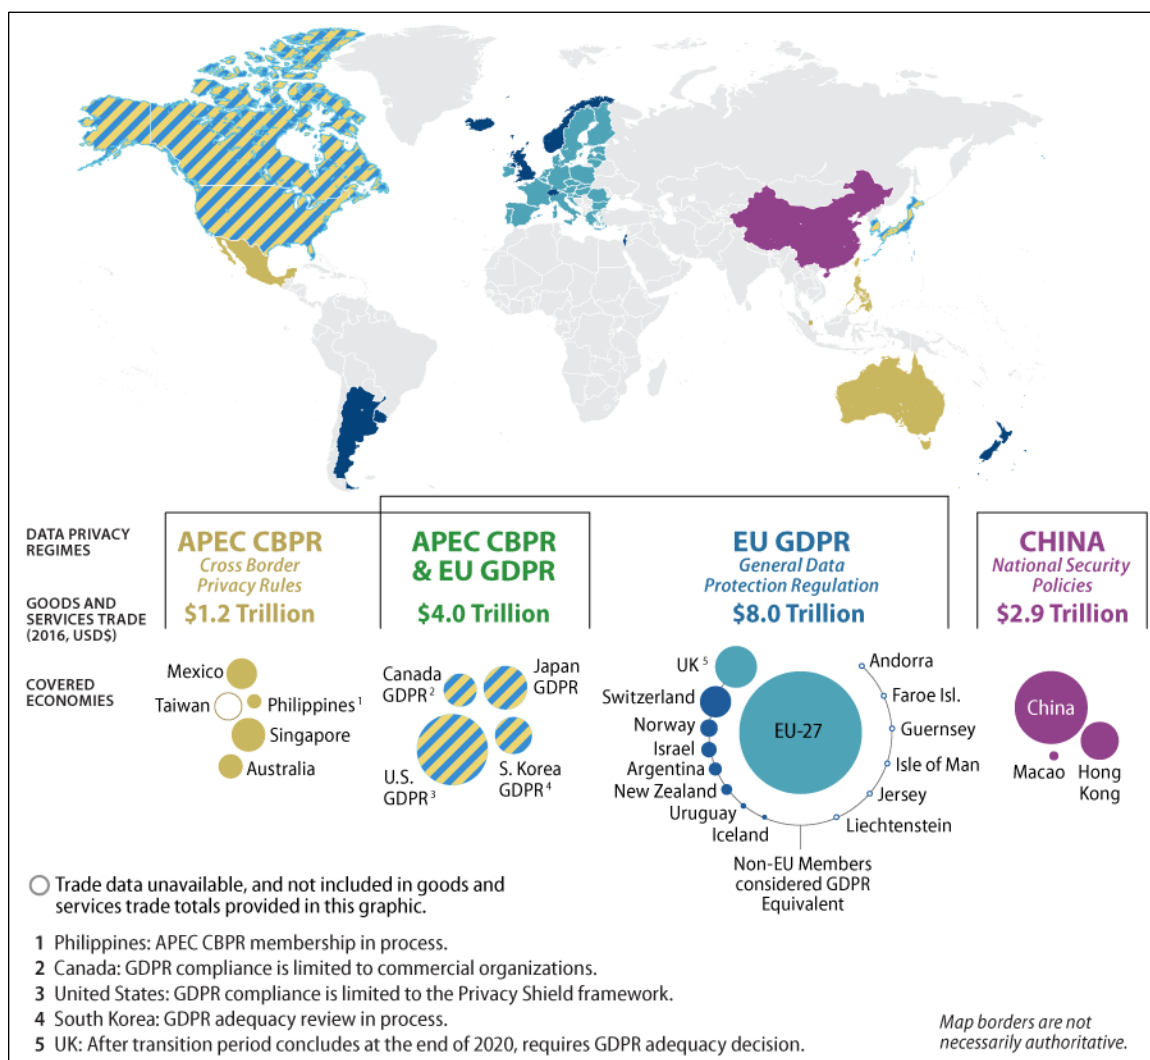 DATA PRIVACY
REGIMES
APEC CBPR
Cross Border
Privacy Rules
APEC CBPR
& EU GDPR
EU GDPR
General Data
Protection Regulation
CHINA
National Security
Policies
GOODS AND
SERVICES TRADE
(2016, USD$)
$1.2 Trillion
$4.0 Trillion
$8.0 Trillion
$2.9 Trillion
COVERED
ECONOMIES
Mexico
Taiwan
Philippines 1
Singapore
Australia
Canada
GDPR 2
Japan
GDPR
U.S.
GDPR 3
S. Korea
GDPR 4
UK 5
Switzerland
Norway
Israel
Argentina
New Zealand
Uruguay
Iceland
EU-27
Andorra
Faroe Isl.
Guernsey
Isle of Man
Jersey
Liechtenstein
Non-EU Members
considered GDPR
Equivalent
China
Macao
Hong
Kong
Trade data unavailable, and not included in goods and
services trade totals provided in this graphic.
1 Philippines: APEC CBPR membership in process.
2 Canada: GDPR compliance is limited to commercial organizations.
3 United States: GDPR compliance is limited to the Privacy Shield framework.
4 South Korea: GDPR adequacy review in process.
5 UK: After transition period concludes at the end of 2020, requires GDPR adequacy decision.
Map borders are not
necessarily authoritative.